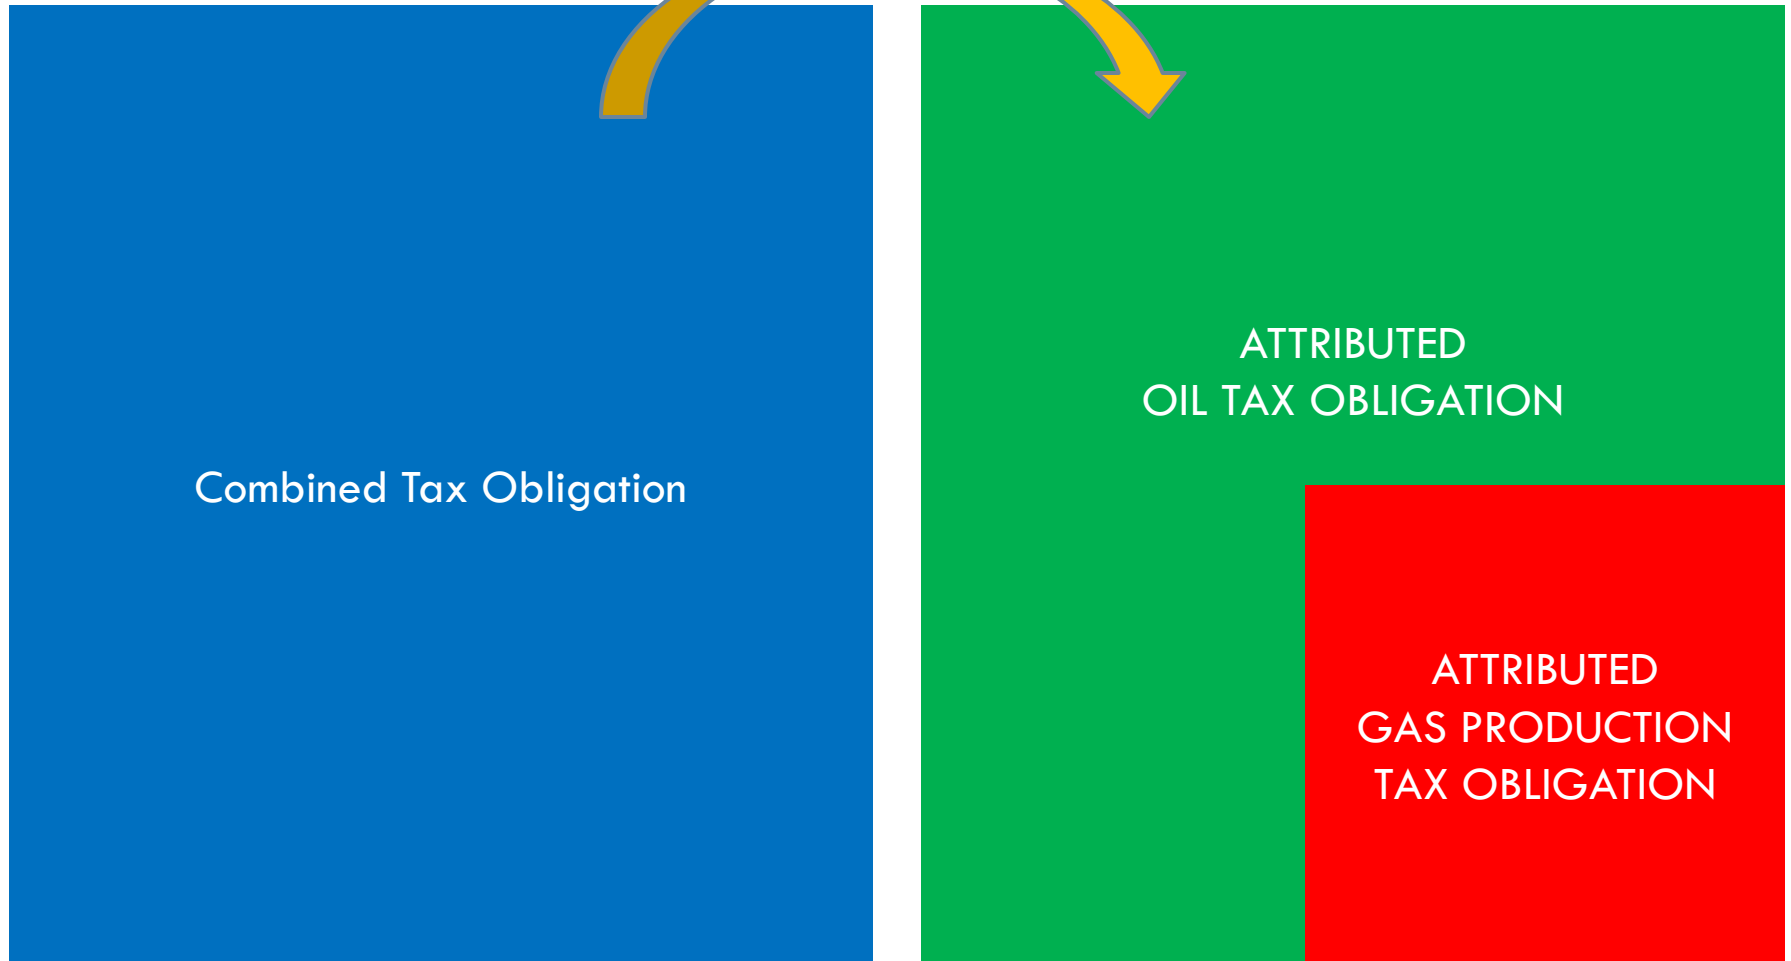 Combined Tax Obligation
ATTRIBUTED
OIL TAX OBLIGATION
ATTRIBUTED
GAS PRODUCTION
TAX OBLIGATION